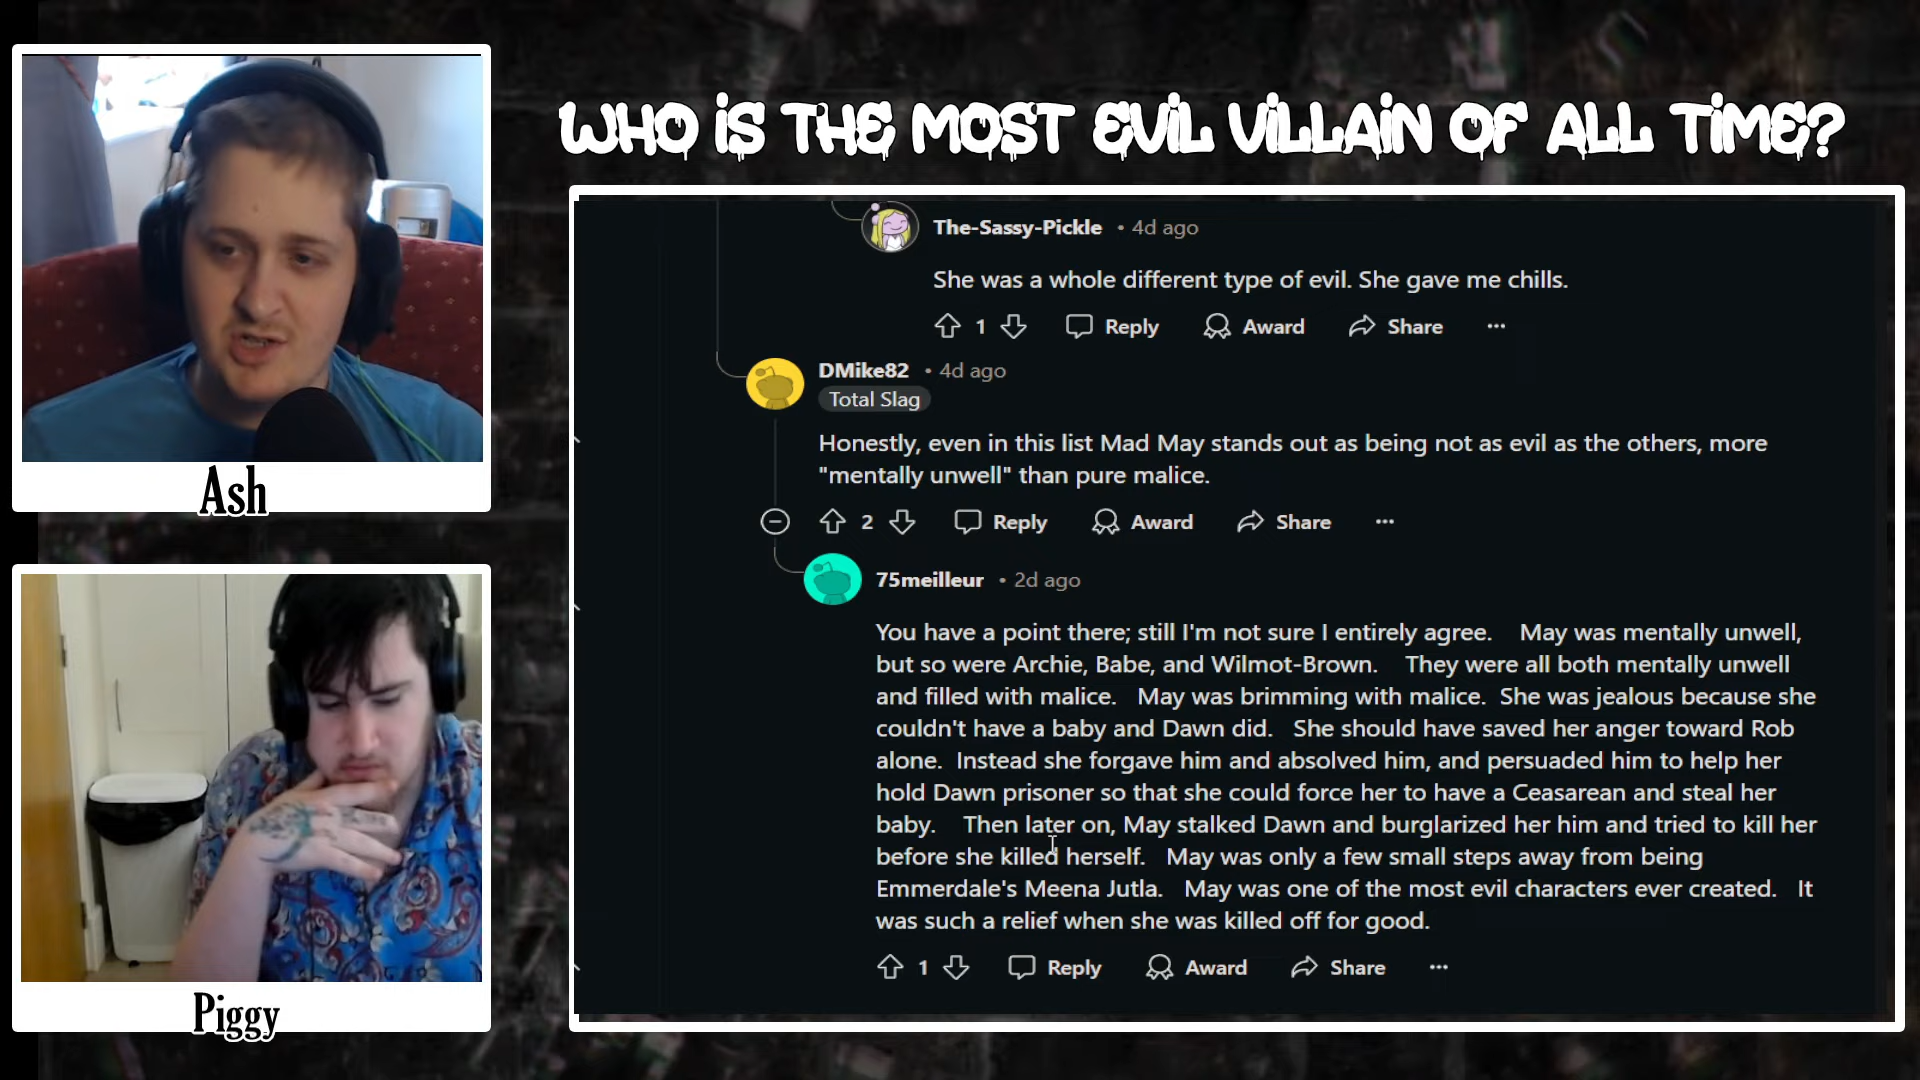 WHO IS THE MOST EVIL VILLAIN OF ALL TIME?
Ash
Piggy
The-Sassy-Pickle • 4d ago
She was a whole different type of evil. She gave me chills.
1 Reply Award Share ...
DMike82 • 4d ago
Total Slag
Honestly, even in this list Mad May stands out as being not as evil as the others, more
"mentally unwell" than pure malice.
2 Reply Award Share ...
75meilleur • 2d ago
You have a point there; still I'm not sure I entirely agree. May was mentally unwell,
but so were Archie, Babe, and Wilmot-Brown. They were all both mentally unwell
and filled with malice. May was brimming with malice. She was jealous because she
couldn't have a baby and Dawn did. She should have saved her anger toward Rob
alone. Instead she forgave him and absolved him, and persuaded him to help her
hold Dawn prisoner so that she could force her to have a Ceasarean and steal her
baby. Then later on, May stalked Dawn and burglarized her him and tried to kill her
before she killed herself. May was only a few small steps away from being
Emmerdale's Meena Jutla. May was one of the most evil characters ever created. It
was such a relief when she was killed off for good.
1 Reply Award Share ...